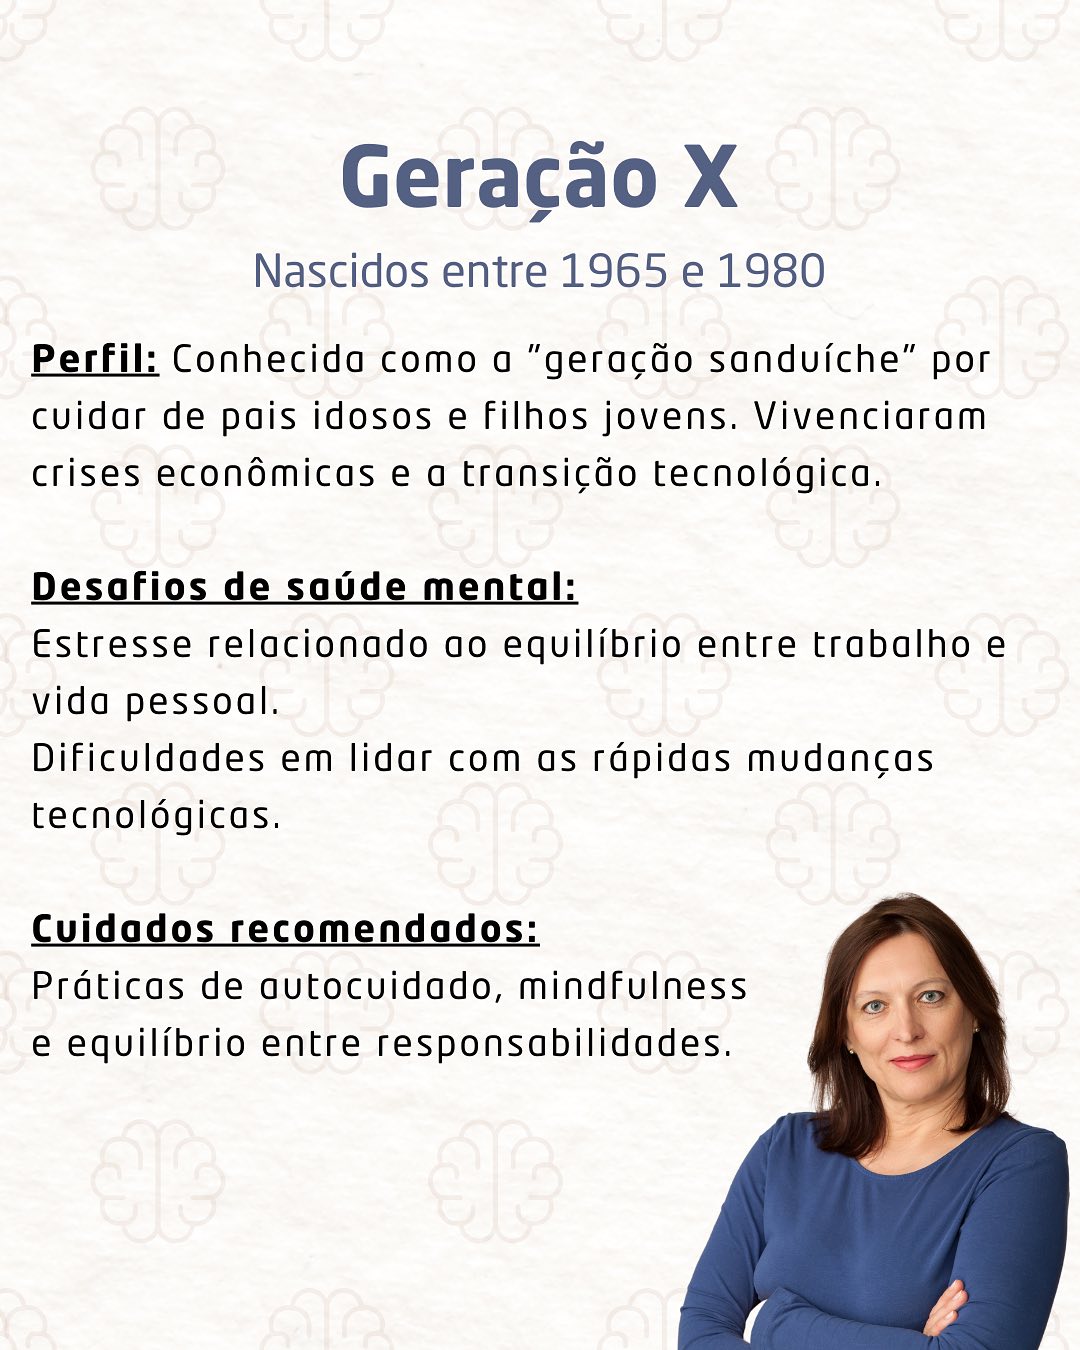 Geração X
Nascidos entre 1965 e 1980
Perfil: Conhecida como a "geração sanduíche" por
cuidar de pais idosos e filhos jovens. Vivenciaram
crises econômicas e a transição tecnológica.
Desafios de saúde mental:
Estresse relacionado ao equilíbrio entre trabalho e
vida pessoal.
Dificuldades em lidar com as rápidas mudanças
tecnológicas.
Cuidados recomendados:
Práticas de autocuidado, mindfulness
e equilíbrio entre responsabilidades.